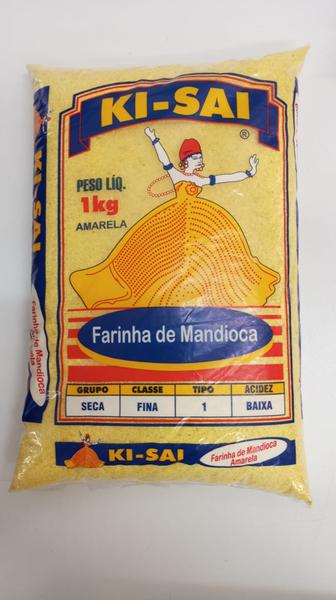 KI-SAI
®
PESO LÍQ.
1kg
AMARELA
Farinha de Mandioca
GRUPO CLASSE TIPO ACIDEZ
SECA FINA 1 BAIXA
KI-SAI
Farinha de Mandioca
Amarela
KI-SAI
Farinha de Mandioca